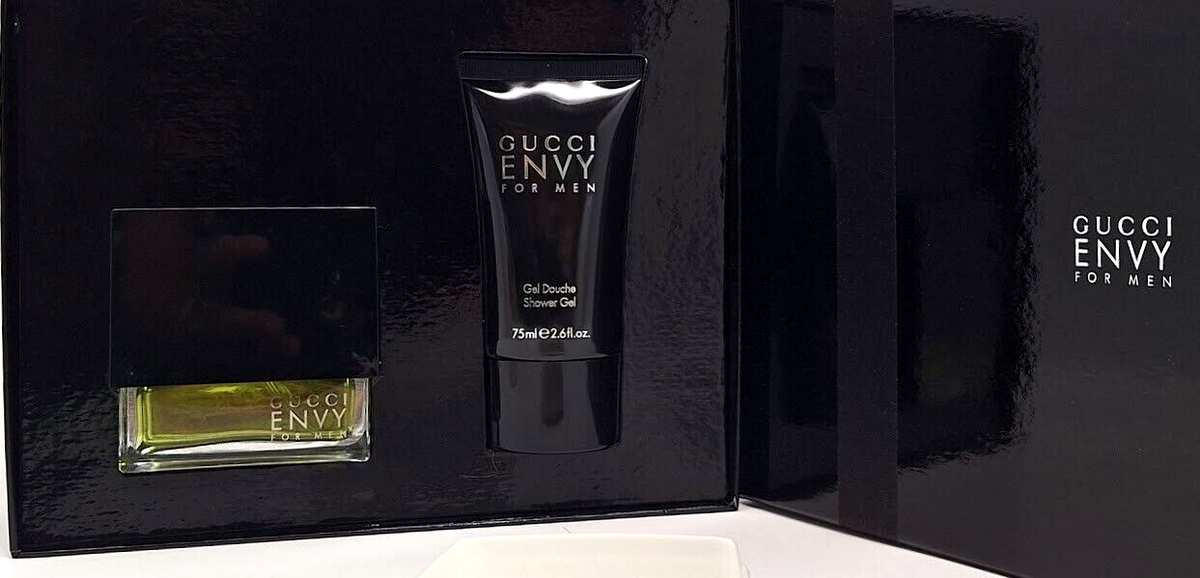 GUCCI
ENVY
FOR MEN
GUCCI
ENVY
FOR MEN
Gel Douche
Shower Gel
75ml e 2.6fl.oz.
GUCCI
ENVY
FOR MEN